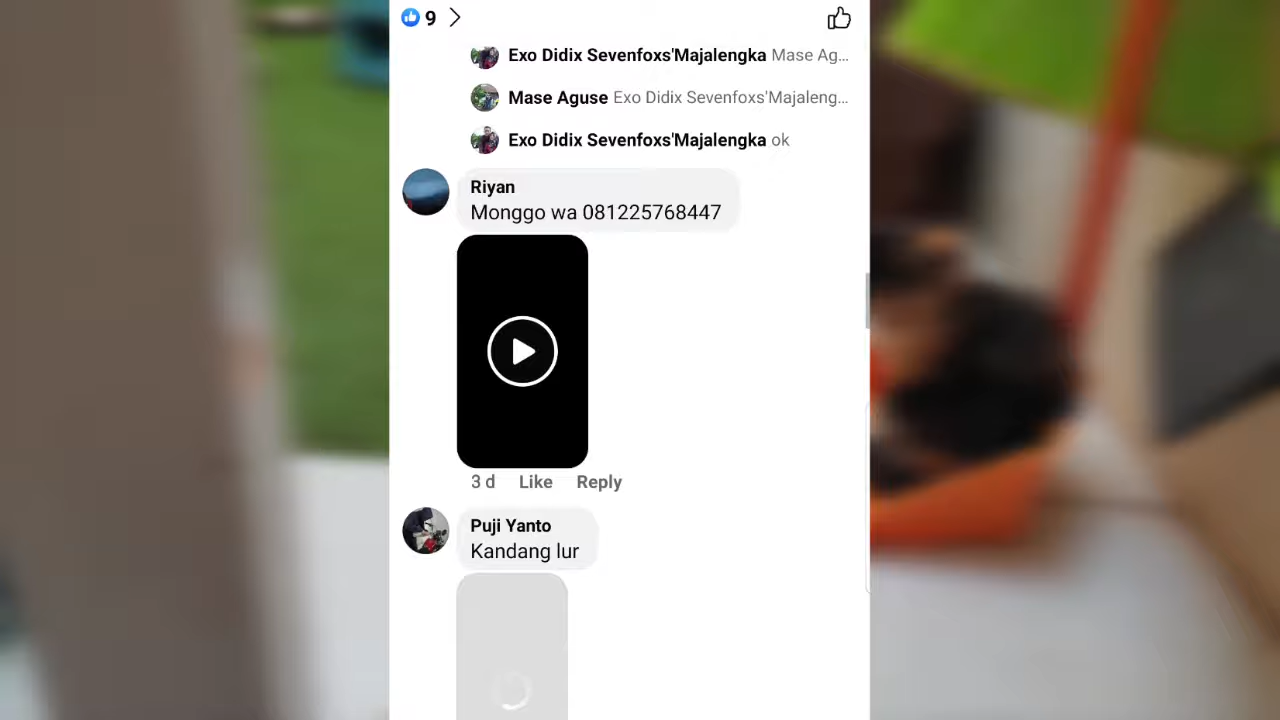 9
Exo Didix Sevenfoxs'Majalengka Mase Ag...
Mase Aguse Exo Didix Sevenfoxs'Majaleng...
Exo Didix Sevenfoxs'Majalengka ok
Riyan
Monggo wa 081225768447
3 d Like Reply
Puji Yanto
Kandang lur